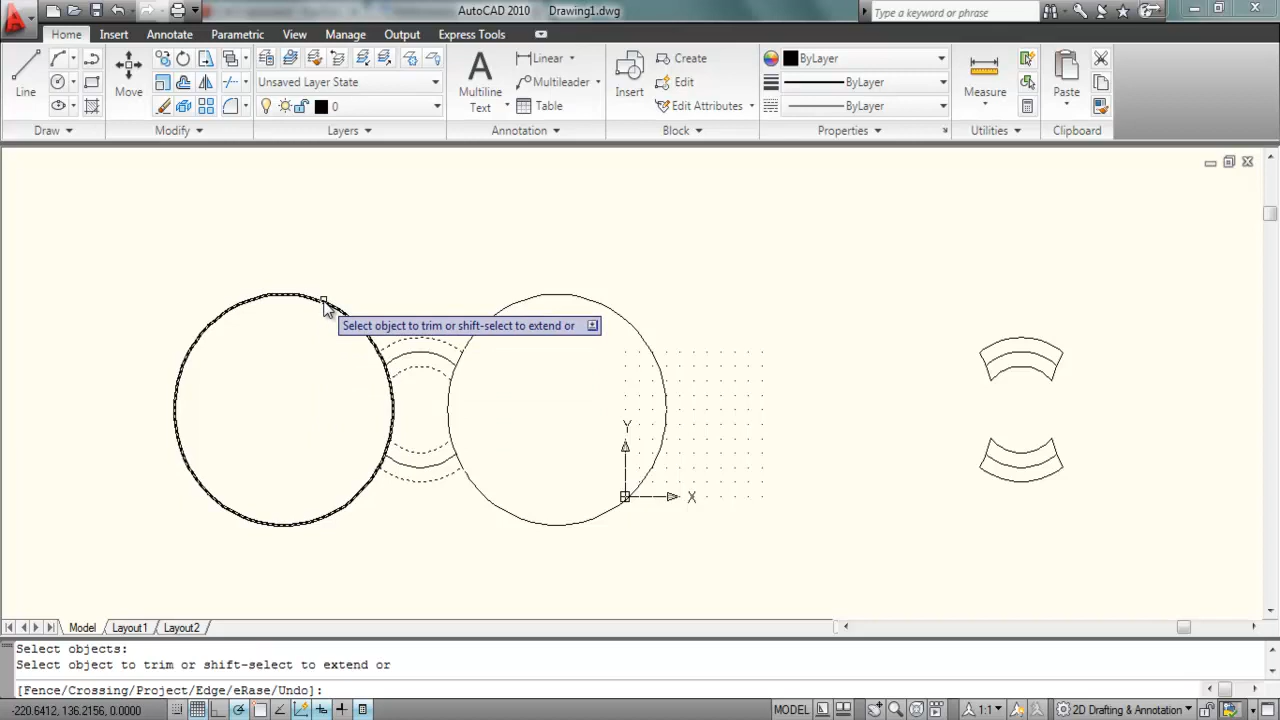 AutoCAD 2010 Drawing1.dwg
Type a keyword or phrase
Home Insert Annotate Parametric View Manage Output Express Tools
Line
Move
Unsaved Layer State
0
Multiline
Text
Linear
Multileader
Table
Insert
Create
Edit
Edit Attributes
ByLayer
ByLayer
ByLayer
Measure
Paste
Draw Modify Layers Annotation Block Properties Utilities Clipboard
Select object to trim or shift-select to extend or
Y
X
Model Layout1 Layout2
Select objects:
Select object to trim or shift-select to extend or
[Fence/Crossing/Project/Edge/eRase/Undo]:
-220.6412, 136.2156, 0.0000
MODEL
1:1
2D Drafting & Annotation